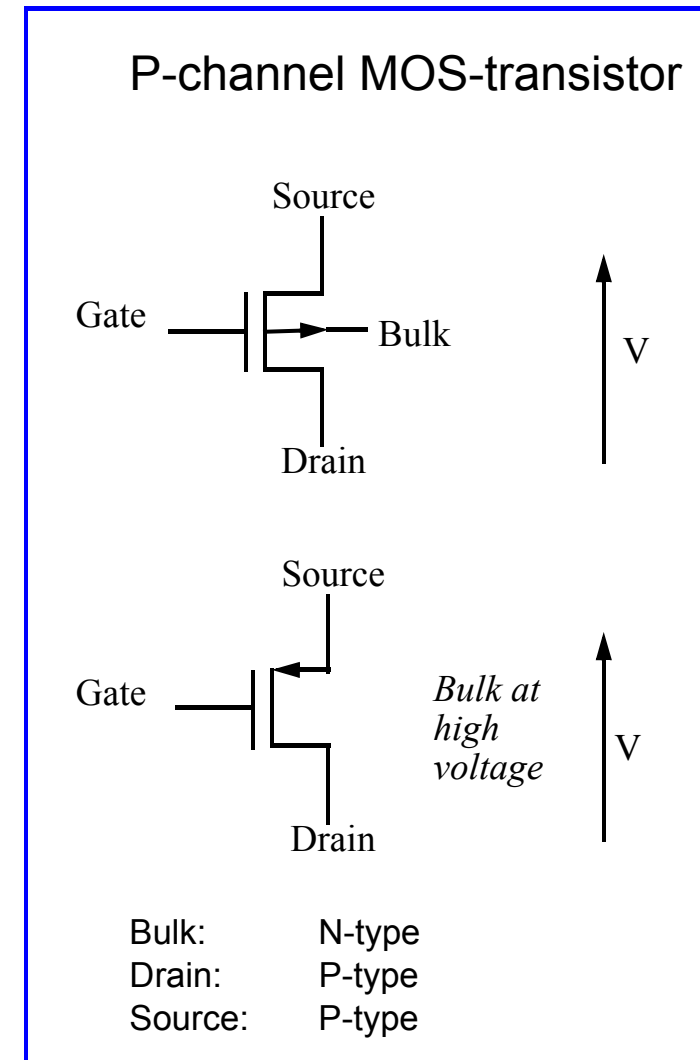 P-channel MOS-transistor
Source
Gate
Bulk
V
Drain
Source
Gate
Bulk at
high
voltage
V
Drain
Bulk: N-type
Drain: P-type
Source: P-type